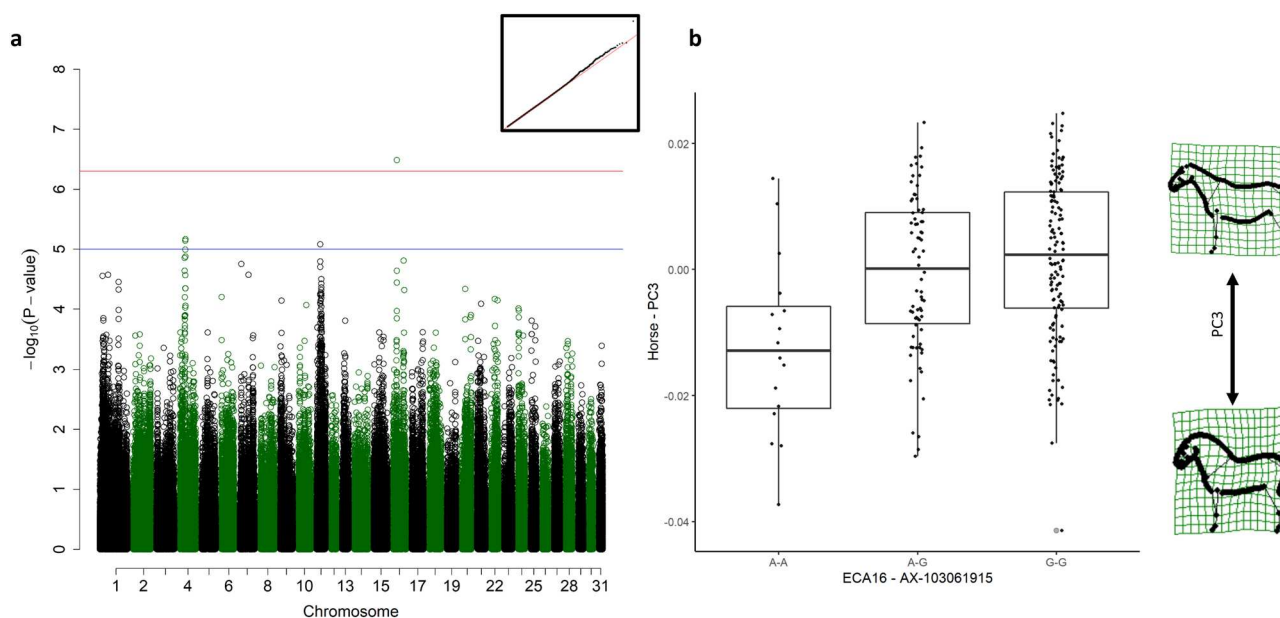 a
8
7
6
5
4
3
2
1
0
−log10(P − value)
1 2 4 6 8 10 13 15 17 19 21 23 25 28 31
Chromosome
b
0.02
0.00
-0.02
-0.04
Horse - PC3
A-A A-G G-G
ECA16 - AX-103061915
PC3